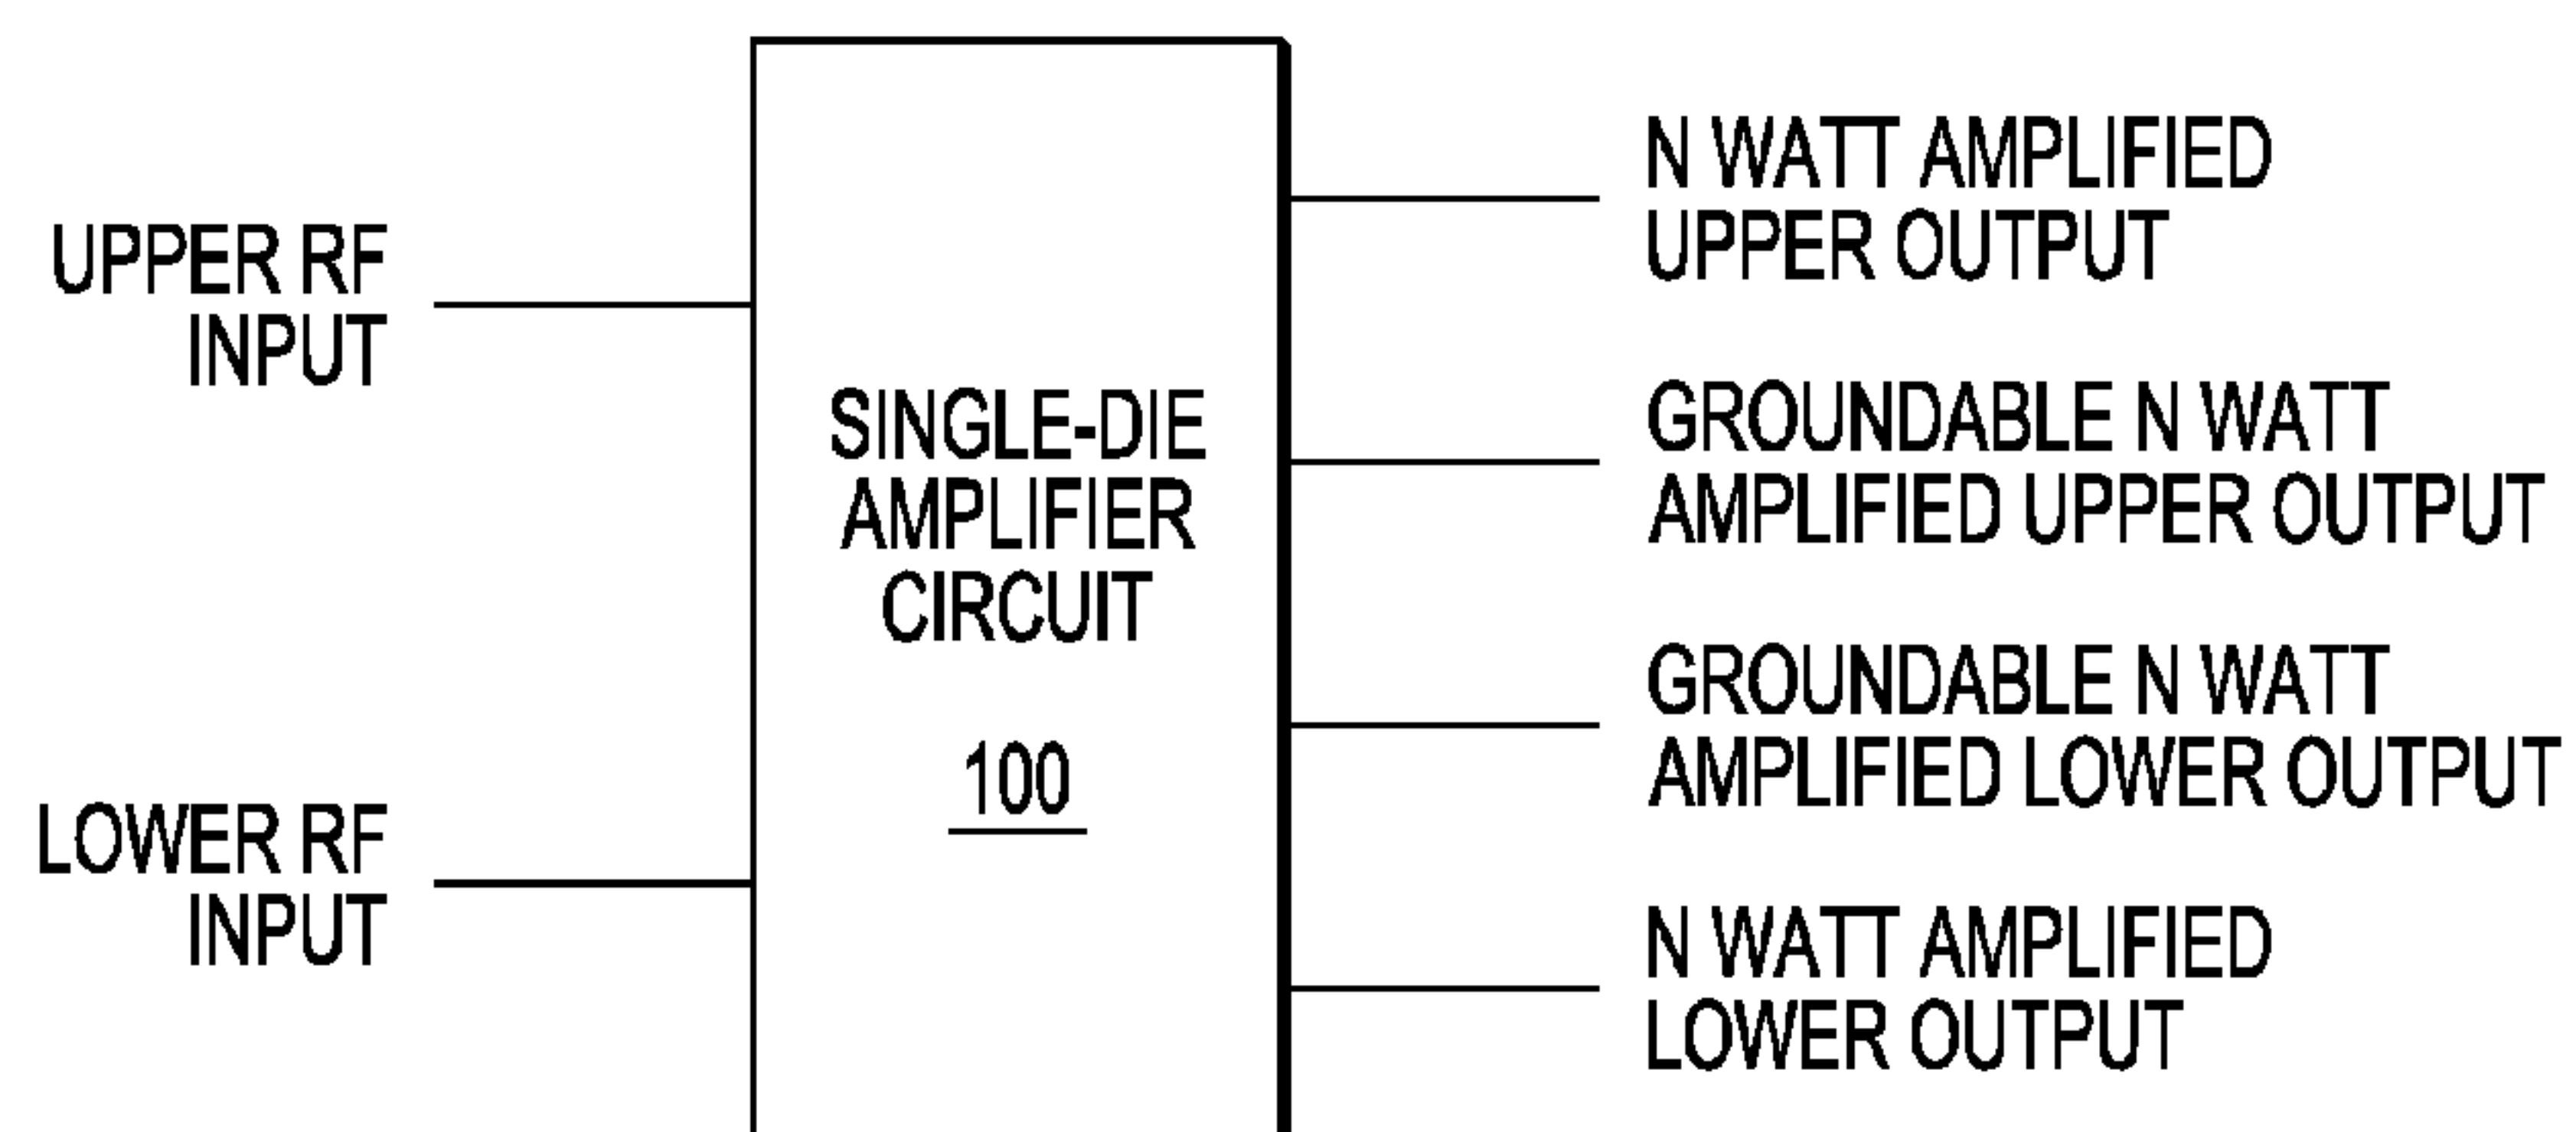 UPPER RF
INPUT
LOWER RF
INPUT
SINGLE-DIE
AMPLIFIER
CIRCUIT
100
N WATT AMPLIFIED
UPPER OUTPUT
GROUNDABLE N WATT
AMPLIFIED UPPER OUTPUT
GROUNDABLE N WATT
AMPLIFIED LOWER OUTPUT
N WATT AMPLIFIED
LOWER OUTPUT